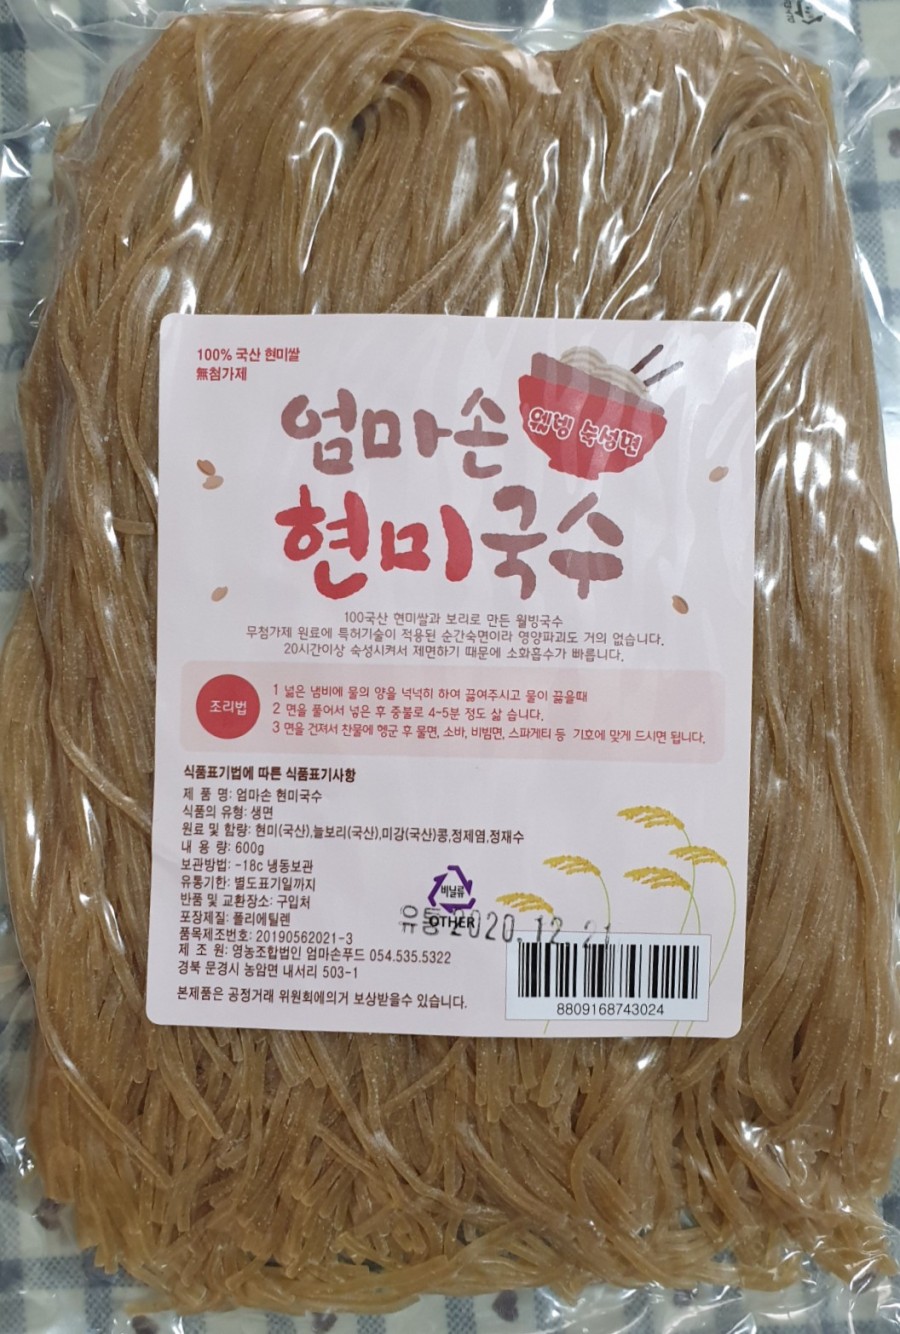 100% 국산 현미쌀
無첨가제
엄마손
웰빙 숙성면
현미국수
100국산 현미쌀과 보리로 만든 웰빙국수
무첨가제 원료에 특허기술이 적용된 순간숙면이라 영양파괴도 거의 없습니다.
20시간이상 숙성시켜서 제면하기 때문에 소화흡수가 빠릅니다.
조리법
1 넓은 냄비에 물의 양을 넉넉히 하여 끓여주시고 물이 끓을때
2 면을 풀어서 넣은 후 중불로 4-5분 정도 삶 습니다.
3 면을 건져서 찬물에 헹군 후 물면, 소바, 비빔면, 스파게티 등 기호에 맞게 드시면 됩니다.
식품표기법에 따른 식품표기사항
제 품 명: 엄마손 현미국수
식품의 유형: 생면
원료 및 함량: 현미(국산),늘보리(국산),미강(국산)콩,정제염,정재수
내 용 량: 600g
보관방법: -18c 냉동보관
유통기한: 별도표기일까지
반품 및 교환장소: 구입처
포장제질: 폴리에틸렌
품목제조번호: 20190562021-3
제 조 원: 영농조합법인 엄마손푸드 054.535.5322
경북 문경시 농암면 내서리 503-1
본제품은 공정거래 위원회에의거 보상받을수 있습니다.
비닐류
OTHER
유통 2020.12.21
8809168743024